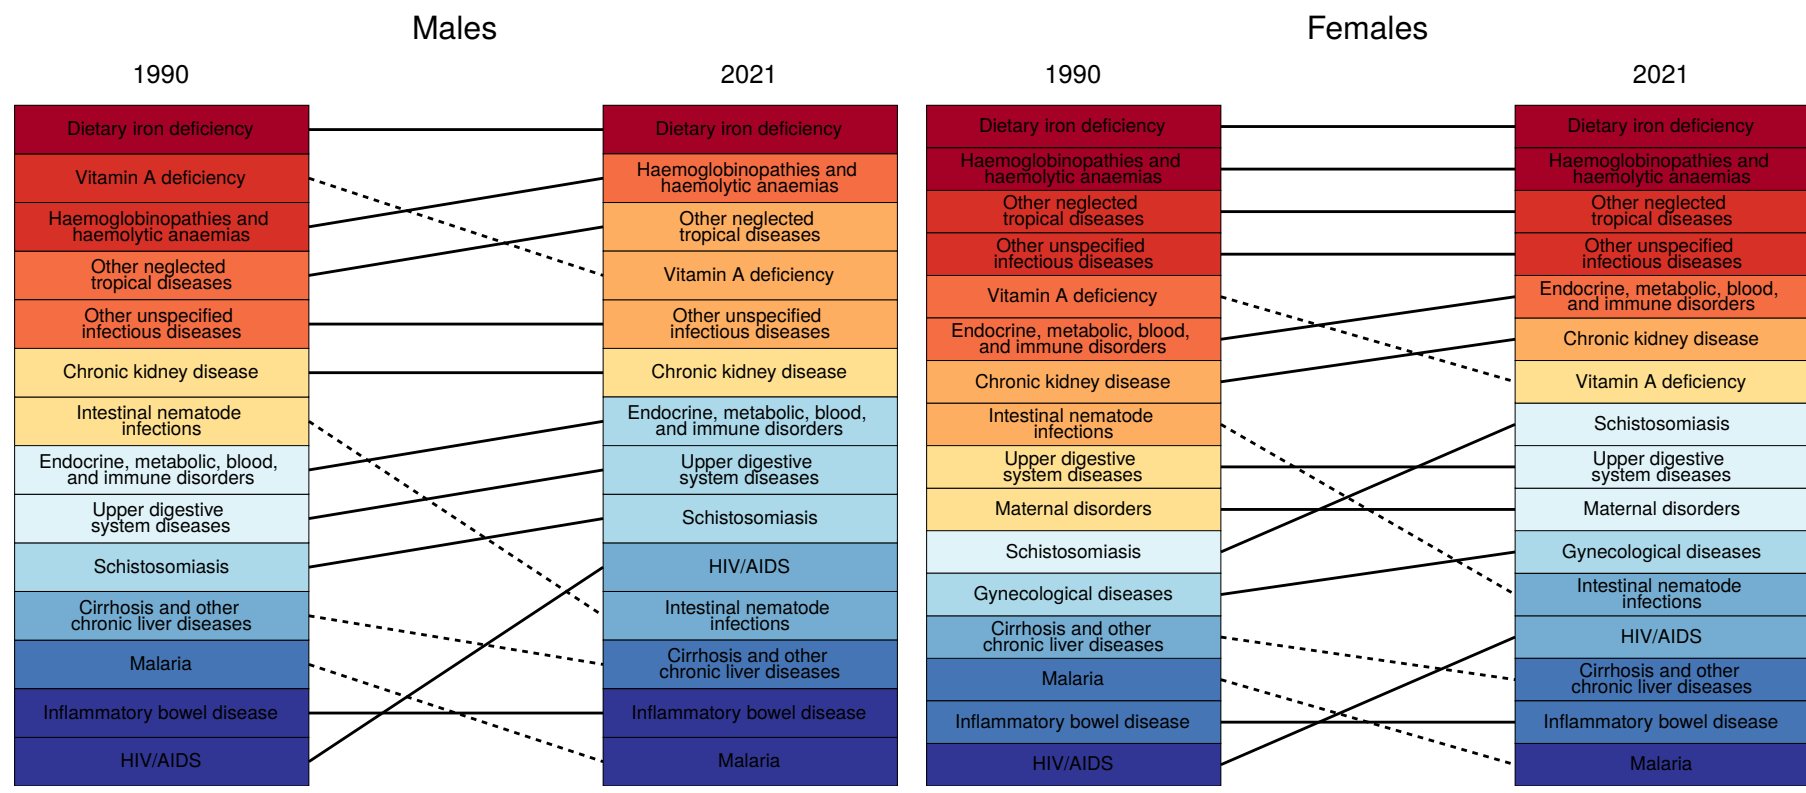 Males
1990
2021
Dietary iron deficiency
Vitamin A deficiency
Haemoglobinopathies and
haemolytic anaemias
Other neglected
tropical diseases
Other unspecified
infectious diseases
Chronic kidney disease
Intestinal nematode
infections
Endocrine, metabolic, blood,
and immune disorders
Upper digestive
system diseases
Schistosomiasis
Cirrhosis and other
chronic liver diseases
Malaria
Inflammatory bowel disease
HIV/AIDS
Dietary iron deficiency
Haemoglobinopathies and
haemolytic anaemias
Other neglected
tropical diseases
Vitamin A deficiency
Other unspecified
infectious diseases
Chronic kidney disease
Endocrine, metabolic, blood,
and immune disorders
Upper digestive
system diseases
Schistosomiasis
HIV/AIDS
Intestinal nematode
infections
Cirrhosis and other
chronic liver diseases
Inflammatory bowel disease
Malaria
Females
1990
2021
Dietary iron deficiency
Haemoglobinopathies and
haemolytic anaemias
Other neglected
tropical diseases
Other unspecified
infectious diseases
Vitamin A deficiency
Endocrine, metabolic, blood,
and immune disorders
Chronic kidney disease
Intestinal nematode
infections
Upper digestive
system diseases
Maternal disorders
Schistosomiasis
Gynecological diseases
Cirrhosis and other
chronic liver diseases
Malaria
Inflammatory bowel disease
HIV/AIDS
Dietary iron deficiency
Haemoglobinopathies and
haemolytic anaemias
Other neglected
tropical diseases
Other unspecified
infectious diseases
Endocrine, metabolic, blood,
and immune disorders
Chronic kidney disease
Vitamin A deficiency
Schistosomiasis
Upper digestive
system diseases
Maternal disorders
Gynecological diseases
Intestinal nematode
infections
HIV/AIDS
Cirrhosis and other
chronic liver diseases
Inflammatory bowel disease
Malaria